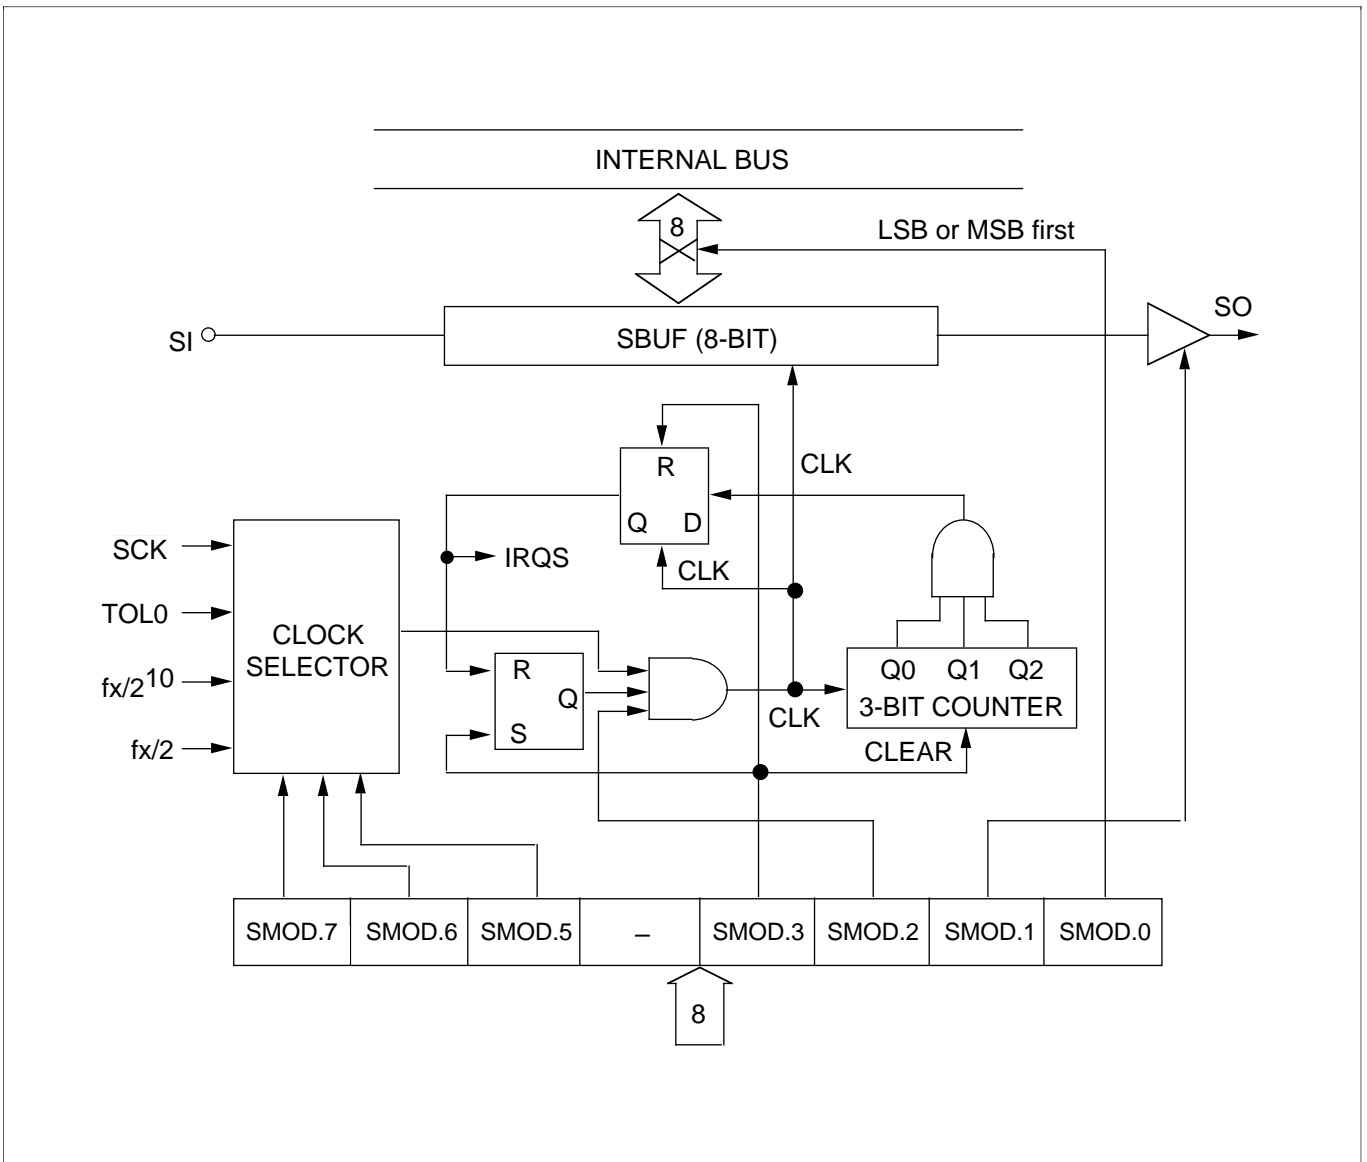 INTERNAL BUS
8
LSB or MSB first
SO
SI
SBUF (8-BIT)
R
CLK
Q D
SCK
IRQS
CLK
TOL0
CLOCK
SELECTOR
R
Q
S
Q0 Q1 Q2
3-BIT COUNTER
fx/2^10
CLK
fx/2
CLEAR
SMOD.7 SMOD.6 SMOD.5 – SMOD.3 SMOD.2 SMOD.1 SMOD.0
8